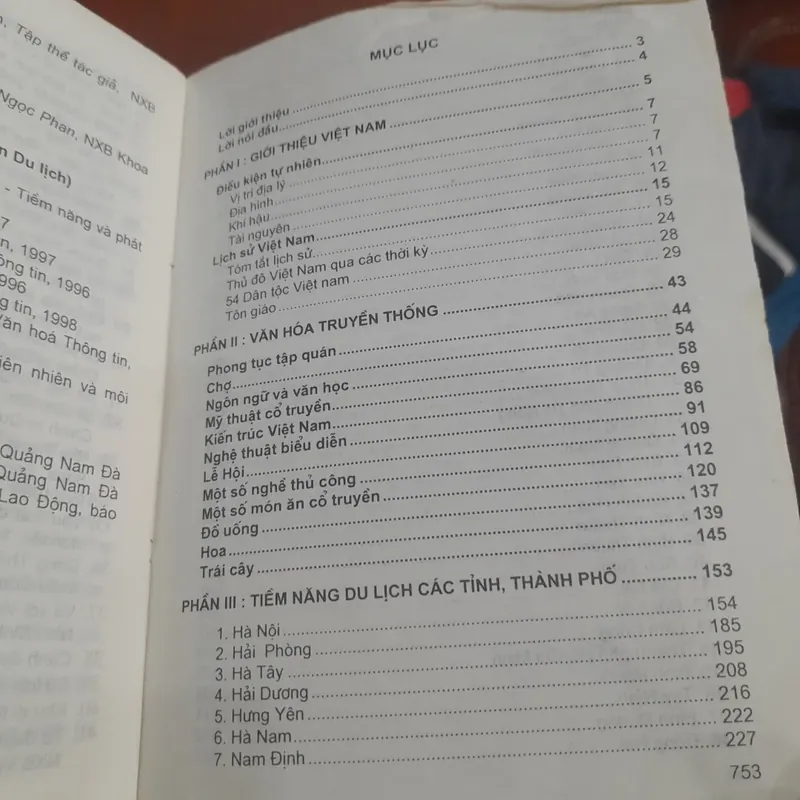 Tập thể tác giả, NXB
Ngọc Phan, NXB Khoa
n Du lịch)
- Tiềm năng và phát
7
n, 1997
ông tin, 1996
996
g tin, 1998
Văn hoá Thông tin,
iên nhiên và môi
Quảng Nam Đà
Quảng Nam Đà
Lao Động, báo
MỤC LỤC
Lời giới thiệu 3
Lời nói đầu 4
PHẦN I : GIỚI THIỆU VIỆT NAM 5
Điều kiện tự nhiên 7
Vị trí địa lý 7
Địa hình 7
Khí hậu 11
Tài nguyên 12
Lịch sử Việt Nam 15
Tóm tắt lịch sử 15
Thủ đô Việt Nam qua các thời kỳ 24
54 Dân tộc Việt nam 28
Tôn giáo 29
PHẦN II : VĂN HÓA TRUYỀN THỐNG 43
Phong tục tập quán 44
Chợ 54
Ngôn ngữ và văn học 58
Mỹ thuật cổ truyền 69
Kiến trúc Việt Nam 86
Nghệ thuật biểu diễn 91
Lễ Hội 109
Một số nghề thủ công 112
Một số món ăn cổ truyền 120
Đồ uống 137
Hoa 139
Trái cây 145
PHẦN III : TIỀM NĂNG DU LỊCH CÁC TỈNH, THÀNH PHỐ 153
1. Hà Nội 154
2. Hải Phòng 185
3. Hà Tây 195
4. Hải Dương 208
5. Hưng Yên 216
6. Hà Nam 222
7. Nam Định 227
753